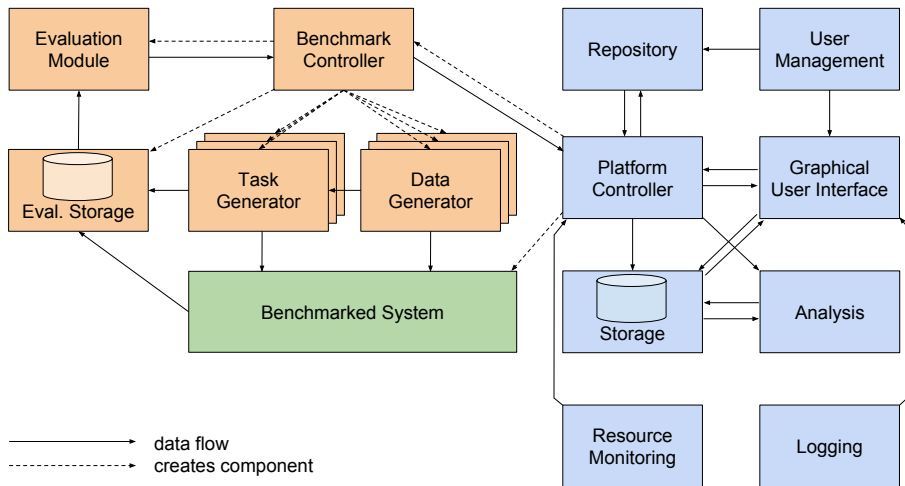 Evaluation
Module
Benchmark
Controller
Repository
User
Management
Eval. Storage
Task
Generator
Data
Generator
Platform
Controller
Graphical
User Interface
Benchmarked System
Storage
Analysis
Resource
Monitoring
Logging
data flow
creates component